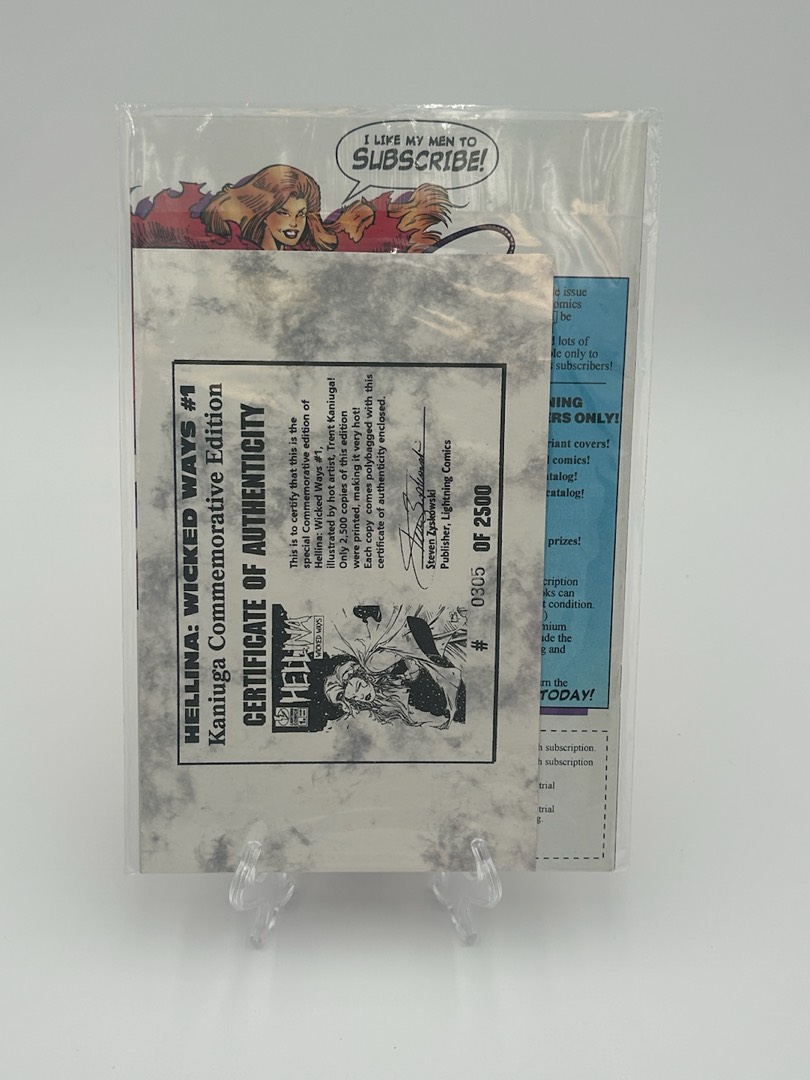 I LIKE MY MEN TO
SUBSCRIBE!
HELLINA: WICKED WAYS #1
Kaniuga Commemorative Edition
CERTIFICATE OF AUTHENTICITY
This is to certify that this is the
special Commemorative edition of
Hellina: Wicked Ways #1,
illustrated by hot artist, Trent Kaniuga!
Only 2,500 copies of this edition
were printed, making it very hot!
Each copy comes polybagged with this
certificate of authenticity enclosed.
Steven Zyskowski
Publisher, Lightning Comics
# 0305 OF 2500
HELLINA
WICKED WAYS
issue
omics
be
lots of
le only to
subscribers!
NING
ERS ONLY!
riant covers!
comics!
atalog!
catalog!
prizes!
cription
ks can
t condition.
)
mium
de the
g and
rn the
TODAY!
h subscription.
h subscription
trial
trial
g.